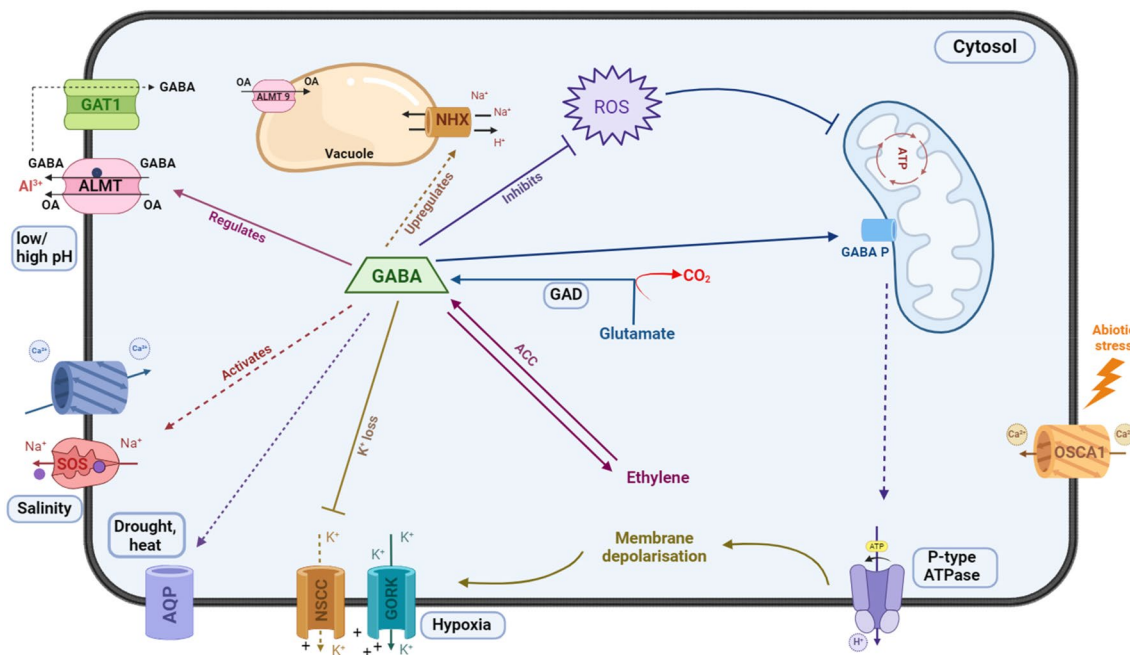 Cytosol
GAT1
GABA
GABA
GABA
Al³⁺
ALMT
OA
OA
low/
high pH
OA
OA
ALMT 9
Vacuole
NHX
Na⁺
Na⁺
H⁺
ROS
ATP
GABA P
Regulates
Upregulates
Inhibits
GABA
GAD
CO₂
Glutamate
Activates
K⁺ loss
ACC
Ethylene
Ca²⁺
Ca²⁺
Na⁺
Na⁺
SOS
Salinity
Abiotic
stress
Ca²⁺
OSCA1
Drought,
heat
AQP
K⁺
NSCC
+
K⁺
K⁺
K⁺
GORK
+
++
K⁺
Hypoxia
Membrane
depolarisation
ATP
P-type
ATPase
H⁺